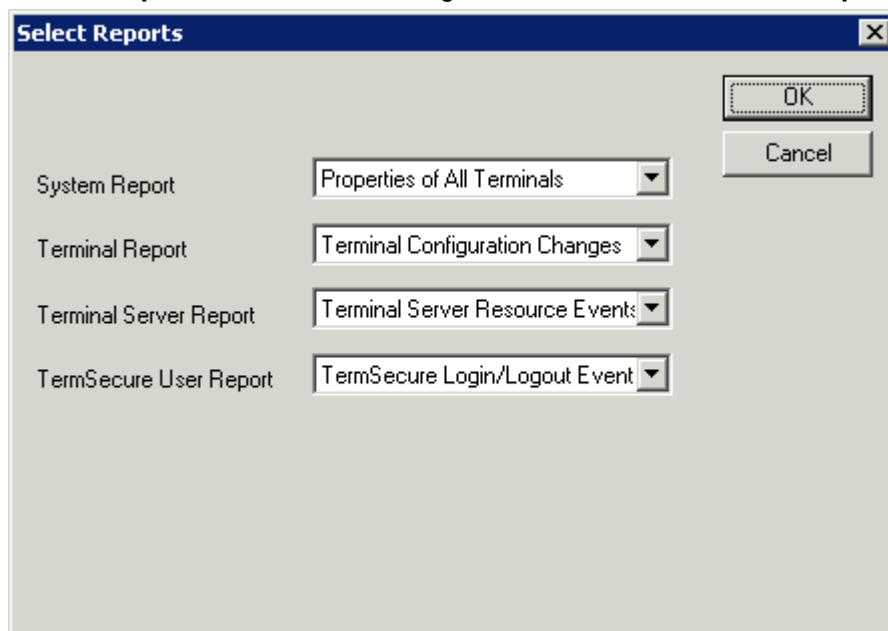 Select Reports
OK
Cancel
System Report
Properties of All Terminals
Terminal Report
Terminal Configuration Changes
Terminal Server Report
Terminal Server Resource Events
TermSecure User Report
TermSecure Login/Logout Event